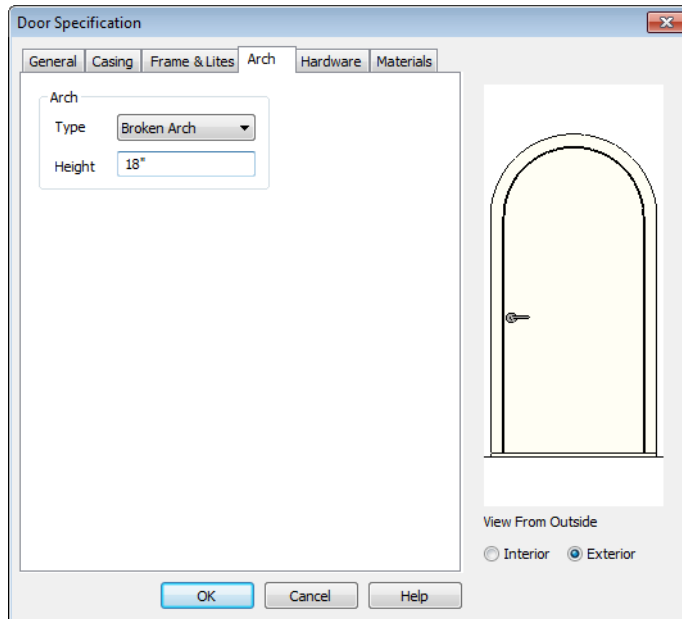 Door Specification
General Casing Frame & Lites Arch Hardware Materials
Arch
Type Broken Arch
Height 18"
View From Outside
Interior Exterior
OK Cancel Help